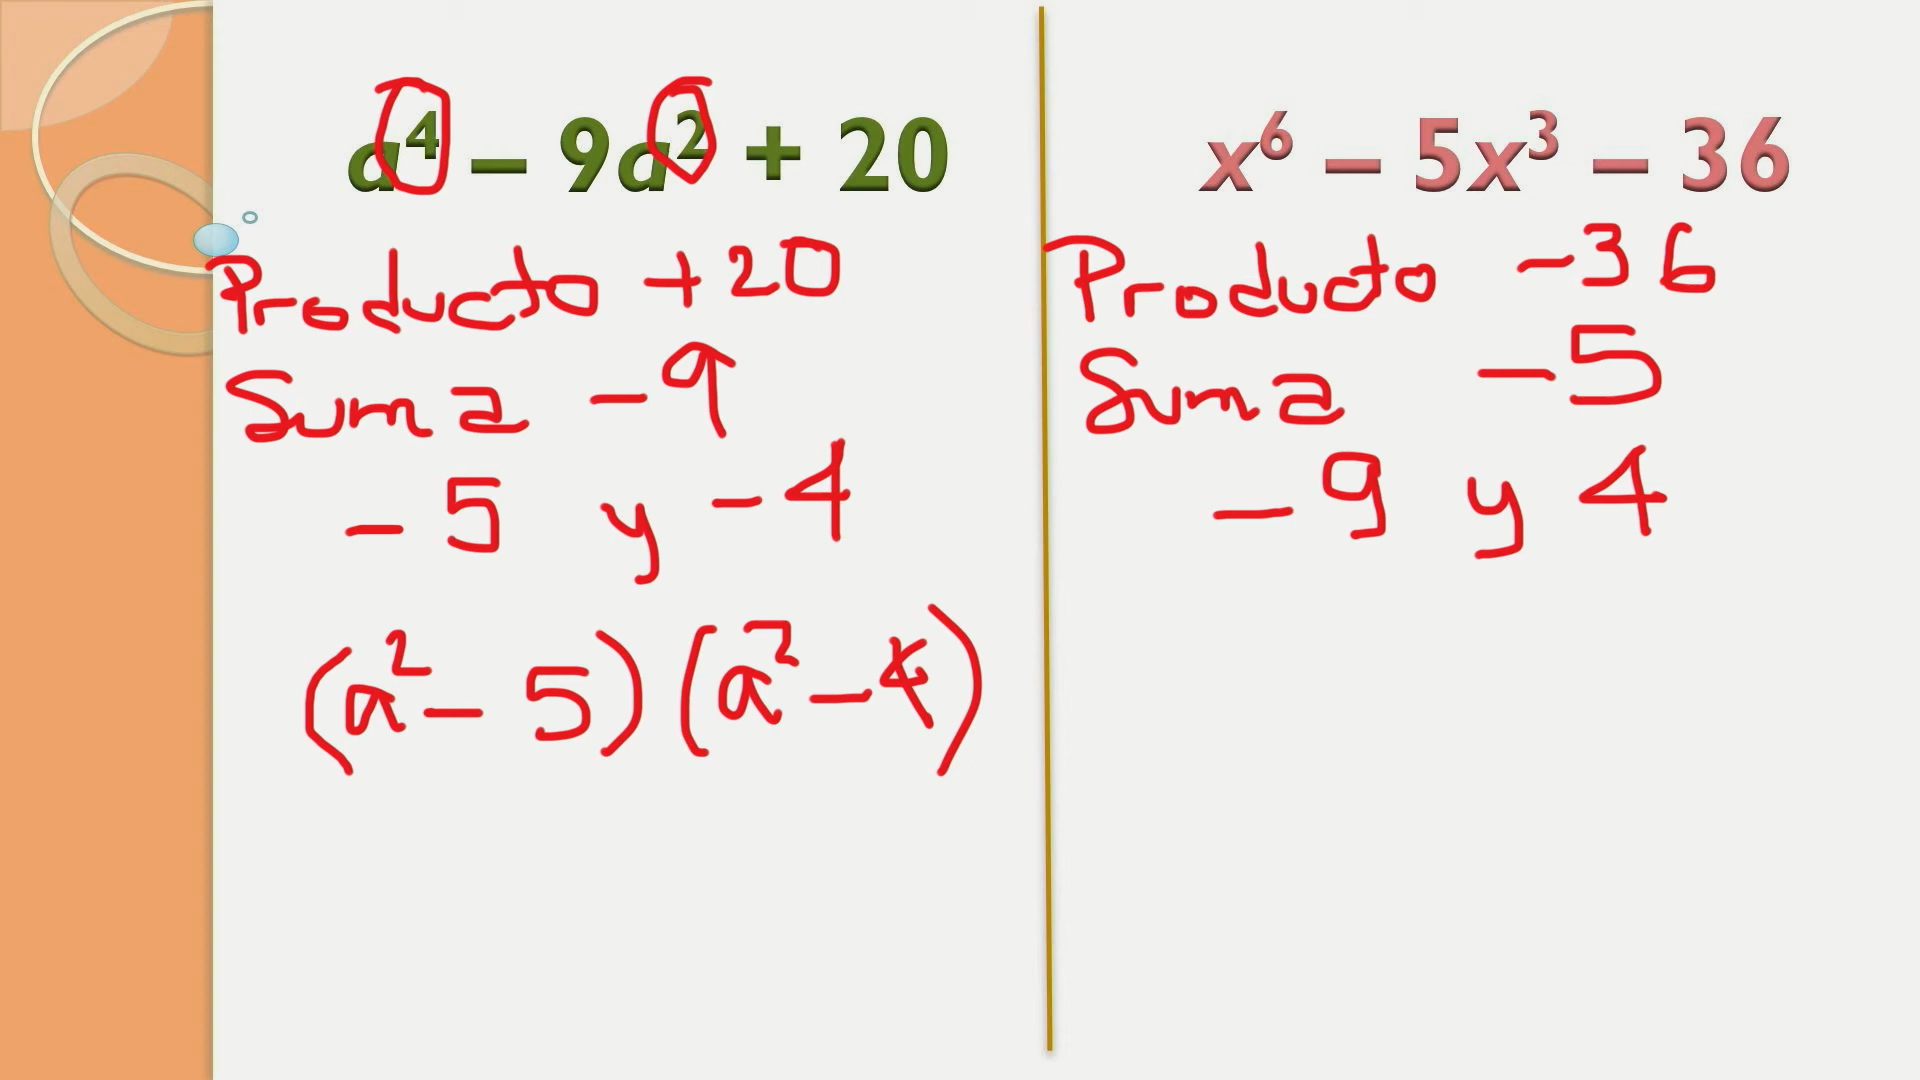 a⁴ – 9a² + 20
Producto +20
Suma -9
-5 y -4
(a²-5)(a²-4)
x⁶ – 5x³ – 36
Producto -36
Suma -5
-9 y 4